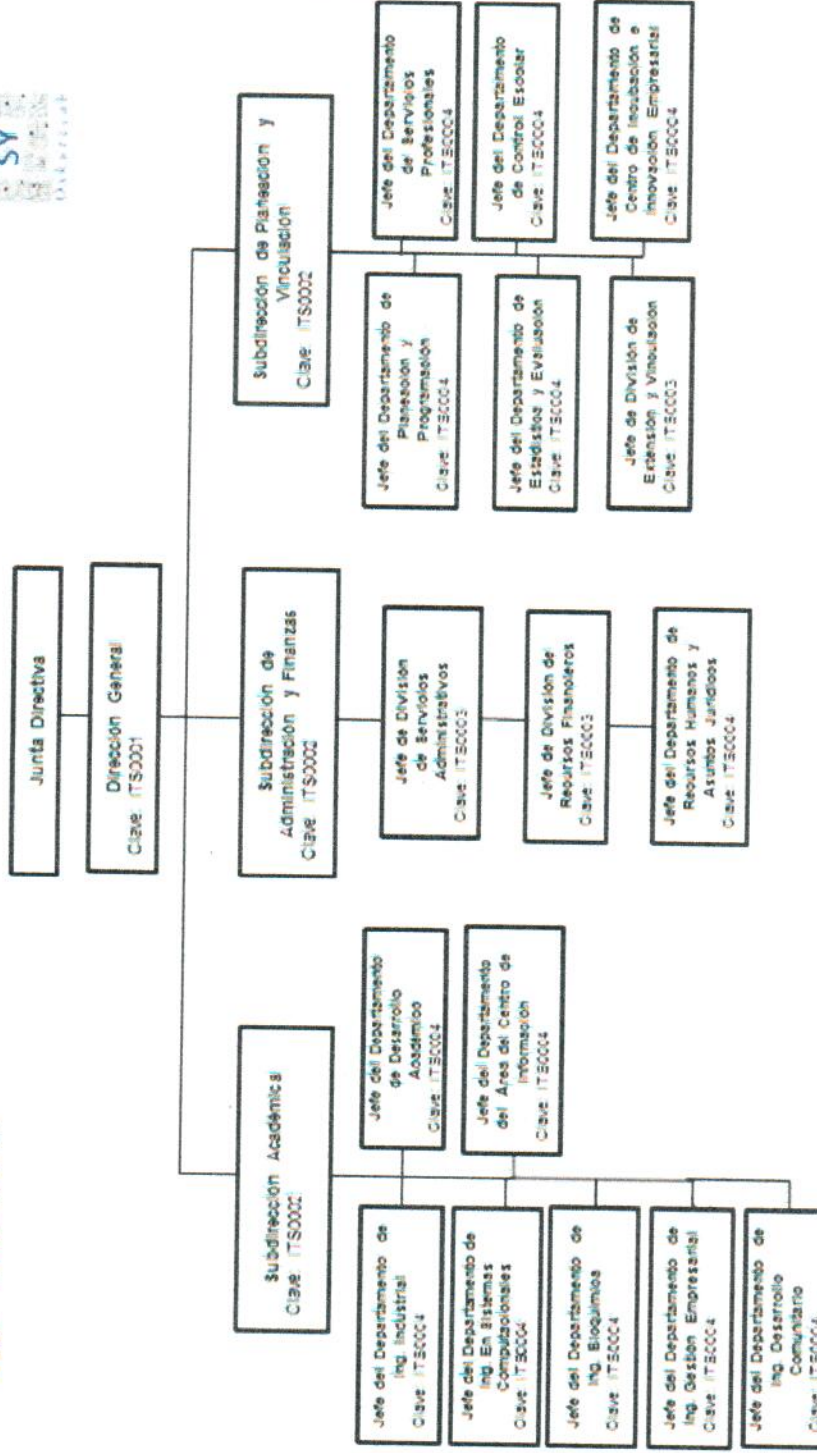 SY
Junta Directiva
Dirección General
Clave: ITS0001
Subdirección Académica
Clave: ITS0002
Subdirección de
Administración y Finanzas
Clave: ITS0002
Subdirección de Planeación y
Vinculación
Clave: ITS0002
Jefe del Departamento de
Ing. Industrial
Clave: ITS0004
Jefe del Departamento
de Desarrollo
Académico
Clave: ITS0004
Jefe del Departamento de
Ing. En Sistemas
Computacionales
Clave: ITS0004
Jefe del Departamento
del Area del Centro de
Información
Clave: ITS0004
Jefe del Departamento de
Ing. Bioquímica
Clave: ITS0004
Jefe del Departamento de
Ing. Gestión Empresarial
Clave: ITS0004
Jefe del Departamento de
Ing. Desarrollo
Comunitario
Clave: ITS0004
Jefe de División
de Servicios
Administrativos
Clave: ITS0003
Jefe de División de
Recursos Financieros
Clave: ITS0003
Jefe del Departamento de
Recursos Humanos y
Asuntos Jurídicos
Clave: ITS0004
Jefe del Departamento de
Planeación y
Programación
Clave: ITS0004
Jefe del Departamento
de Servicios
Profesionales
Clave: ITS0004
Jefe del Departamento de
Estadística y Evaluación
Clave: ITS0004
Jefe del Departamento
de Control Escolar
Clave: ITS0004
Jefe de División de
Extensión y Vinculación
Clave: ITS0003
Jefe del Departamento de
Centro de Incubación e
Innovación Empresarial
Clave: ITS0004